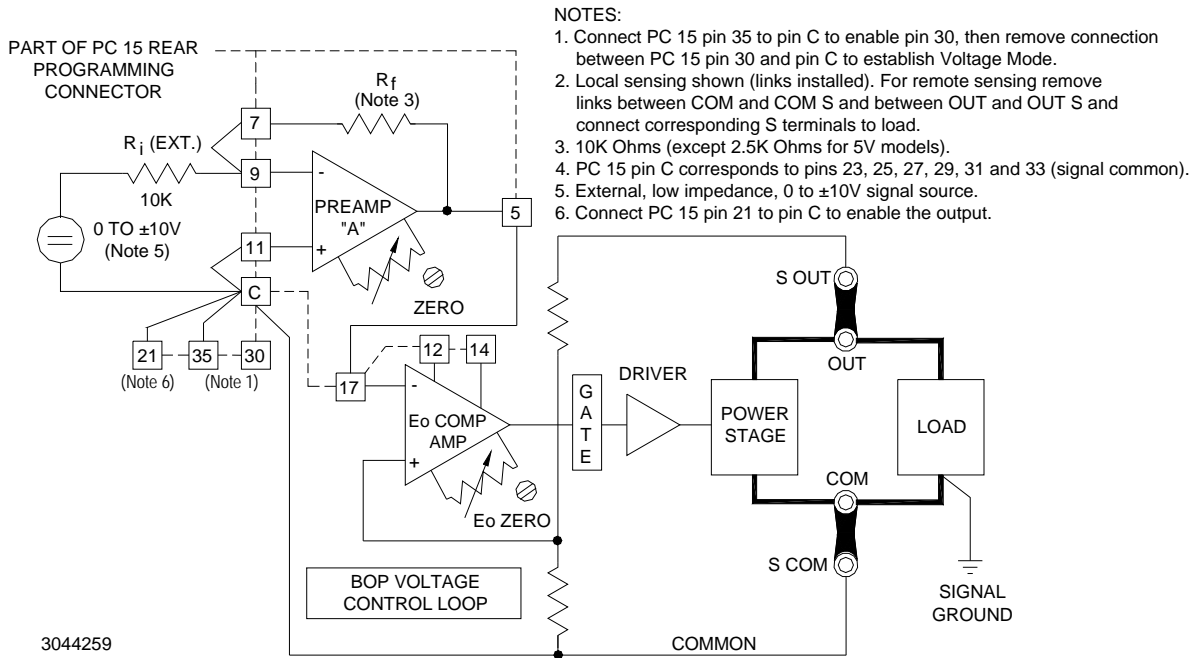 NOTES:
1. Connect PC 15 pin 35 to pin C to enable pin 30, then remove connection
between PC 15 pin 30 and pin C to establish Voltage Mode.
2. Local sensing shown (links installed). For remote sensing remove
links between COM and COM S and between OUT and OUT S and
connect corresponding S terminals to load.
3. 10K Ohms (except 2.5K Ohms for 5V models).
4. PC 15 pin C corresponds to pins 23, 25, 27, 29, 31 and 33 (signal common).
5. External, low impedance, 0 to ±10V signal source.
6. Connect PC 15 pin 21 to pin C to enable the output.
PART OF PC 15 REAR
PROGRAMMING
CONNECTOR
Rf
(Note 3)
7
Ri (EXT.)
10K
9
-
PREAMP
"A"
+
5
0 TO ±10V
(Note 5)
11
C
ZERO
21
35
30
(Note 6)
(Note 1)
17
12
14
-
Eo COMP
AMP
+
Eo ZERO
GATE
DRIVER
POWER
STAGE
S OUT
OUT
LOAD
COM
S COM
SIGNAL
GROUND
BOP VOLTAGE
CONTROL LOOP
COMMON
3044259